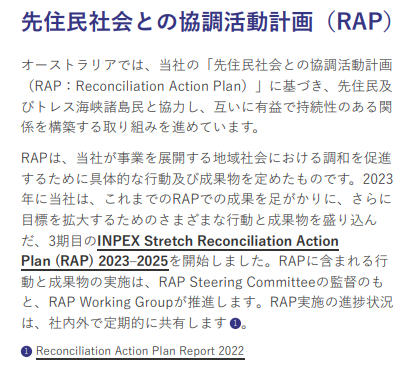 先住民社会との協調活動計画（RAP）
オーストラリアでは、当社の「先住民社会との協調活動計画
（RAP：Reconciliation Action Plan）」に基づき、先住民及
びトレス海峡諸島民と協力し、互いに有益で持続性のある関
係を構築する取り組みを進めています。
RAPは、当社が事業を展開する地域社会における調和を促進
するために具体的な行動及び成果物を定めたものです。2023
年に当社は、これまでのRAPでの成果を足がかりに、さらに
目標を拡大するためのさまざまな行動と成果物を盛り込ん
だ、3期目のINPEX Stretch Reconciliation Action
Plan (RAP) 2023–2025を開始しました。RAPに含まれる行
動と成果物の実施は、RAP Steering Committeeの監督のも
と、RAP Working Groupが推進します。RAP実施の進捗状況
は、社内外で定期的に共有します❶。
❶ Reconciliation Action Plan Report 2022